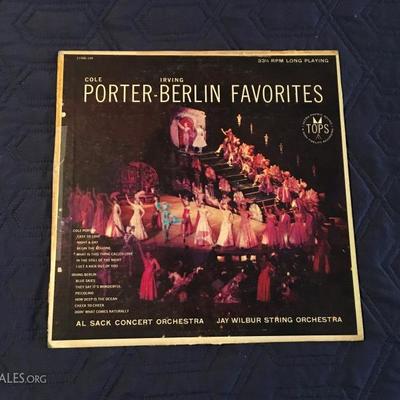 33⅓ RPM LONG PLAYING
COLE IRVING
PORTER-BERLIN FAVORITES
TOPS
COLE PORTER
EASY TO LOVE
NIGHT & DAY
BEGIN THE BEGUINE
WHAT IS THIS THING CALLED LOVE
IN THE STILL OF THE NIGHT
I GET A KICK OUT OF YOU
IRVING BERLIN
BLUE SKIES
THEY SAY IT'S WONDERFUL
PICCOLINO
HOW DEEP IS THE OCEAN
CHEEK TO CHEEK
DOIN' WHAT COMES NATURALLY
AL SACK CONCERT ORCHESTRA JAY WILBUR STRING ORCHESTRA
ALES.ORG